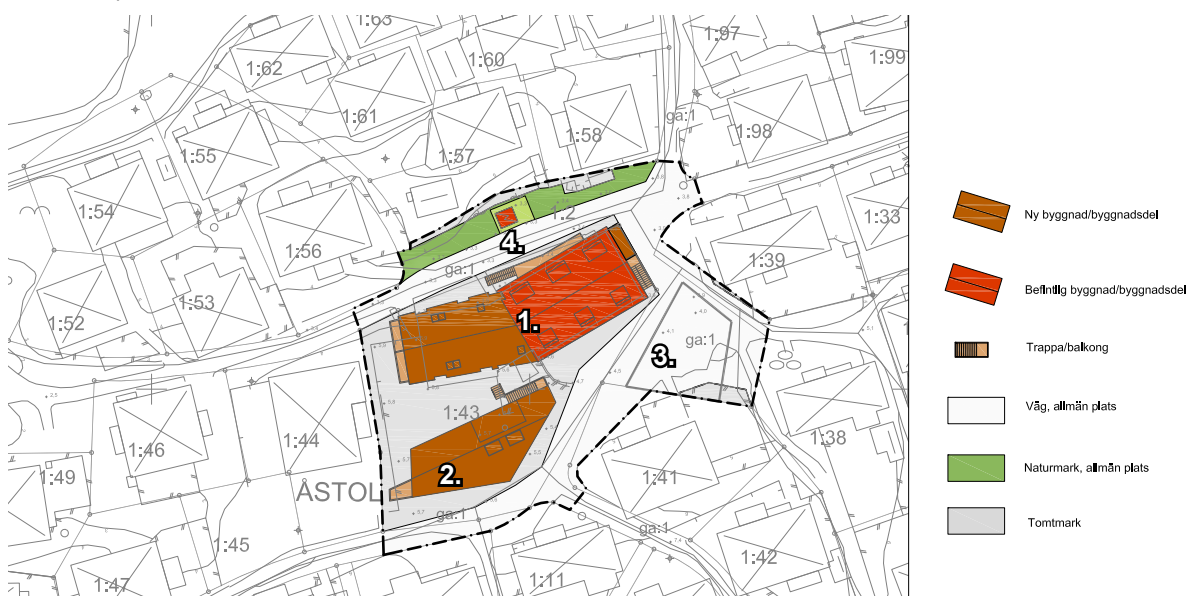 1:63
1:97
1:60
1:99
1:62
1:61
ga:1
1:58
1:98
1:55
1:57
1:54
1:2
1:33
1:56
4.
1:39
ga:1
1:53
1:52
1.
3.
ga:1
1:43
1:38
1:46
1:44
2.
1:49
1:41
ASTOL
ga:1
ga:1
1:45
1:42
1:47
1:11
Ny byggnad/byggnadsdel
Befintlig byggnad/byggnadsdel
Trappa/balkong
Väg, allmän plats
Naturmark, allmän plats
Tomtmark